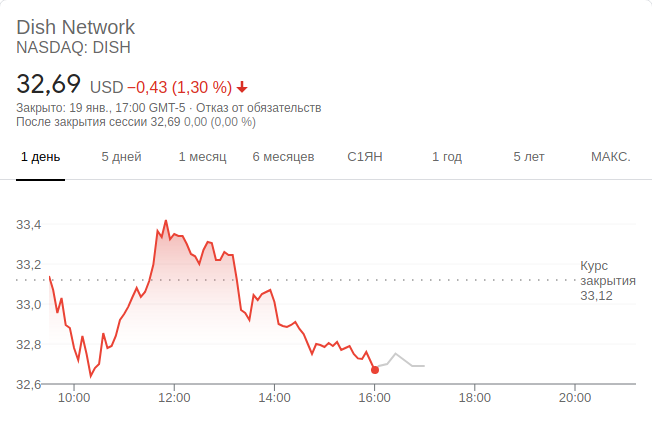 Dish Network
NASDAQ: DISH
32,69 USD −0,43 (1,30 %)
Закрыто: 19 янв., 17:00 GMT-5 · Отказ от обязательств
После закрытия сессии 32,69 0,00 (0,00 %)
1 день 5 дней 1 месяц 6 месяцев С1ЯН 1 год 5 лет МАКС.
33,4
33,2
33,0
32,8
32,6
Курс
закрытия
33,12
10:00 12:00 14:00 16:00 18:00 20:00